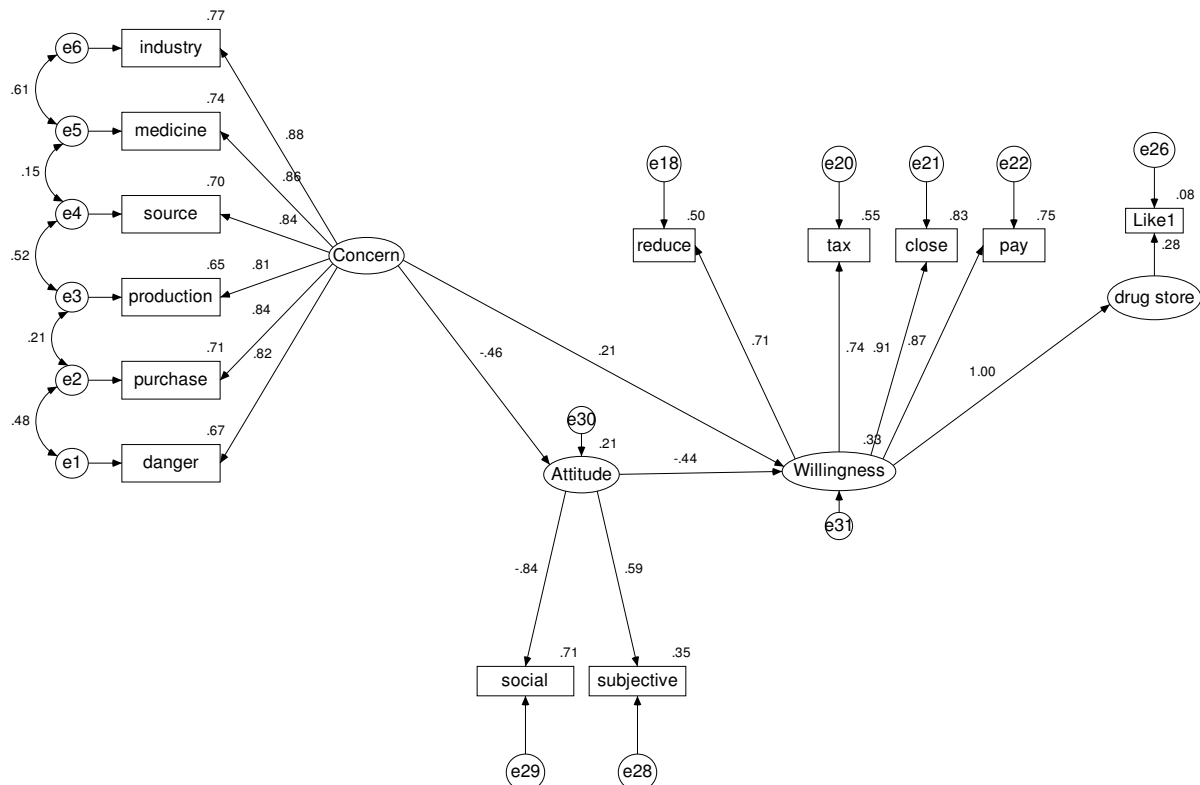 .77
e6
industry
.61
.74
e5
medicine
.88
.15
.86
.70
e4
source
.84
.52
Concern
.65
.81
e3
production
.84
.21
.71
.82
e2
purchase
.48
.67
e1
danger
-.46
.21
e18
.50
reduce
e20
.55
tax
e21
.83
close
e22
.75
pay
e26
.08
Like1
.28
drug store
.71
.74
.91
.87
1.00
e30
.21
Attitude
-.44
.33
Willingness
e31
-.84
.59
.71
social
.35
subjective
e29
e28